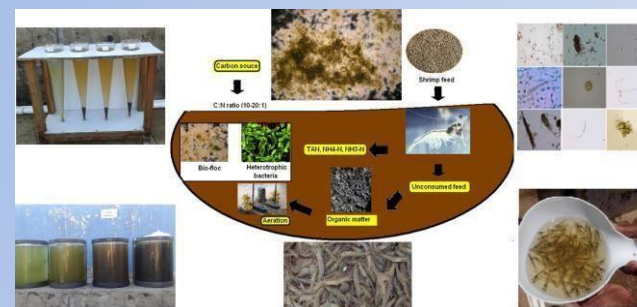 Carbon souce
Shrimp feed
C:N ratio (10-20:1)
TAN, NH4-N, NH3-N
Bio-floc
Heterotrophic
bacteria
Unconsumed feed
Aeration
Organic matter